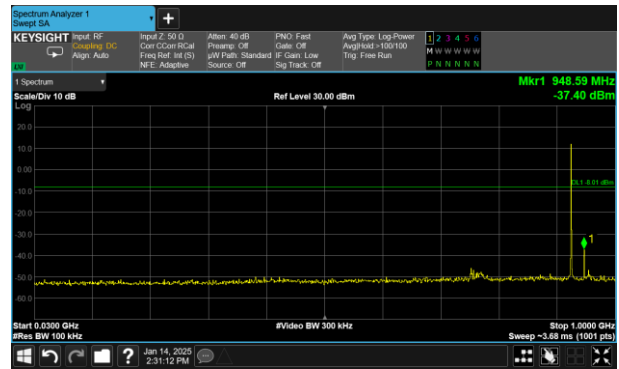 Spectrum Analyzer 1
Swept SA
KEYSIGHT
Input: RF
Coupling: DC
Align: Auto
Input Z: 50 Ω
Corr CCorr RCal
Freq Ref: Int (S)
NFE: Adaptive
Atten: 40 dB
Preamp: Off
µW Path: Standard
Source: Off
PNO: Fast
Gate: Off
IF Gain: Low
Sig Track: Off
Avg Type: Log-Power
Avg|Hold >100/100
Trig: Free Run
1 2 3 4 5 6
M W W W W W
P N N N N N
LXI
1 Spectrum
Scale/Div 10 dB
Ref Level 30.00 dBm
Mkr1 948.59 MHz
-37.40 dBm
Log
20.0
10.0
0.00
DL1 -8.01 dBm
-10.0
-20.0
-30.0
1
-40.0
-50.0
-60.0
Start 0.0300 GHz
#Video BW 300 kHz
Stop 1.0000 GHz
#Res BW 100 kHz
Sweep ~3.68 ms (1001 pts)
?
Jan 14, 2025
2:31:12 PM